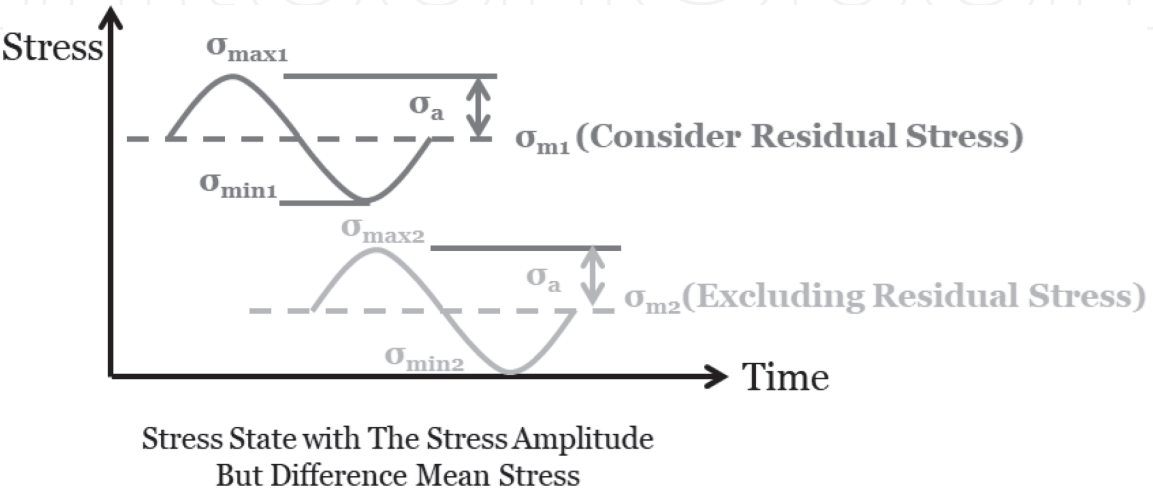 Stress
σmax1
σa
σm1 (Consider Residual Stress)
σmin1
σmax2
σa
σm2(Excluding Residual Stress)
σmin2
Time
Stress State with The Stress Amplitude
But Difference Mean Stress